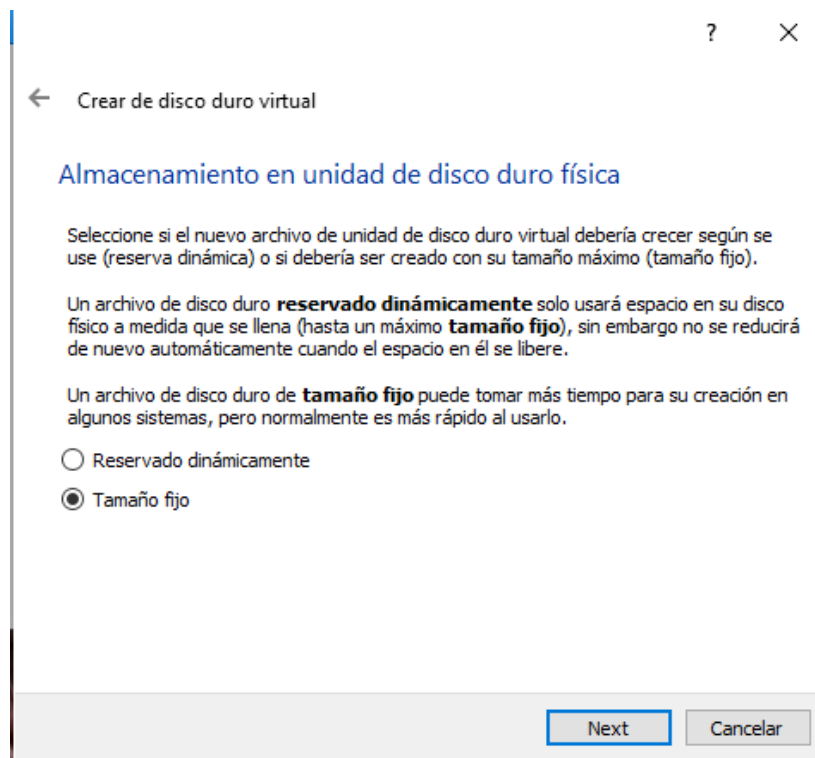 ?
Crear de disco duro virtual
Almacenamiento en unidad de disco duro física
Seleccione si el nuevo archivo de unidad de disco duro virtual debería crecer según se
use (reserva dinámica) o si debería ser creado con su tamaño máximo (tamaño fijo).
Un archivo de disco duro reservado dinámicamente solo usará espacio en su disco
físico a medida que se llena (hasta un máximo tamaño fijo), sin embargo no se reducirá
de nuevo automáticamente cuando el espacio en él se libere.
Un archivo de disco duro de tamaño fijo puede tomar más tiempo para su creación en
algunos sistemas, pero normalmente es más rápido al usarlo.
Reservado dinámicamente
Tamaño fijo
Next Cancelar